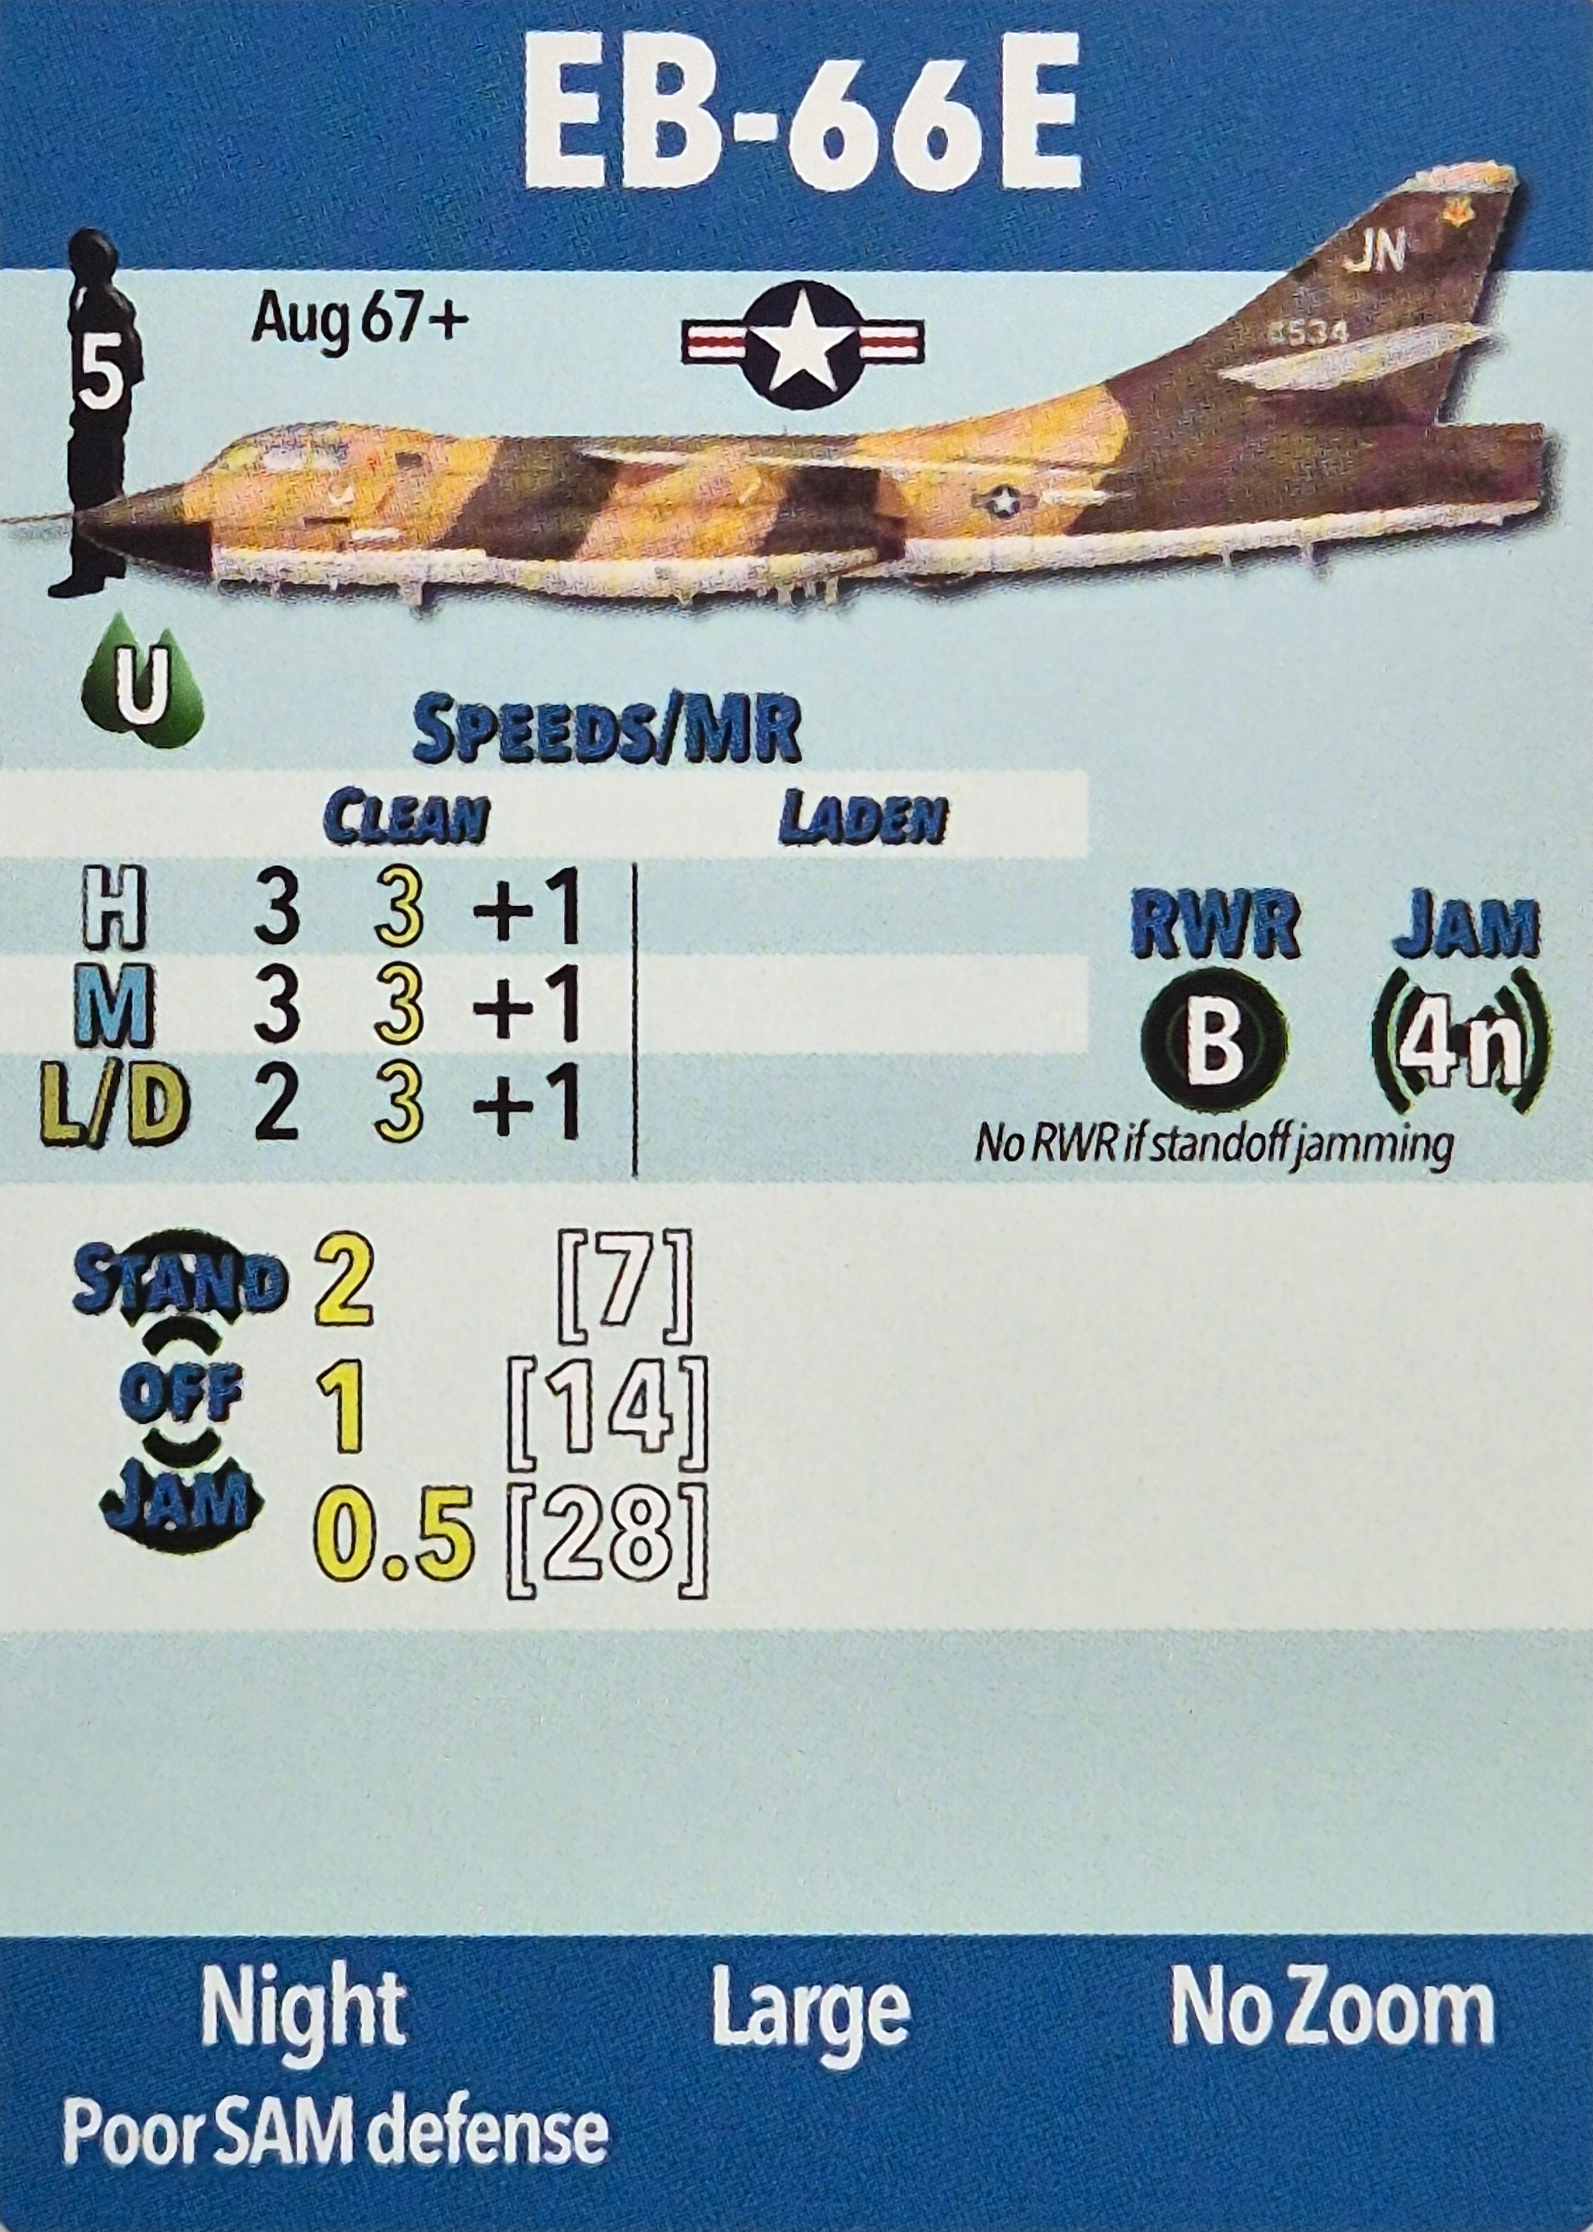 EB-66E
JN
Aug 67+
5
U
SPEEDS/MR
CLEAN LADEN
H 3 3 +1
M 3 3 +1
L/D 2 3 +1
RWR JAM
B 4n
No RWR if standoff jamming
STAND 2 [7]
OFF 1 [14]
JAM 0.5 [28]
Night Large No Zoom
Poor SAM defense